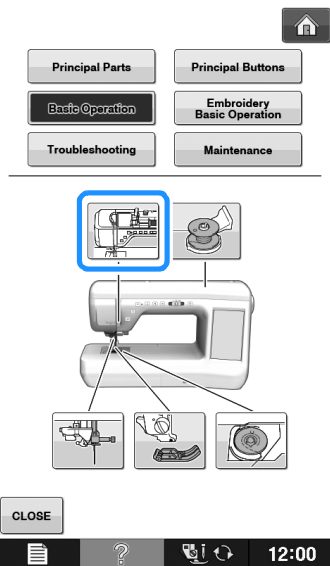 Principal Parts
Principal Buttons
Basic Operation
Embroidery
Basic Operation
Troubleshooting
Maintenance
CLOSE
?
12:00